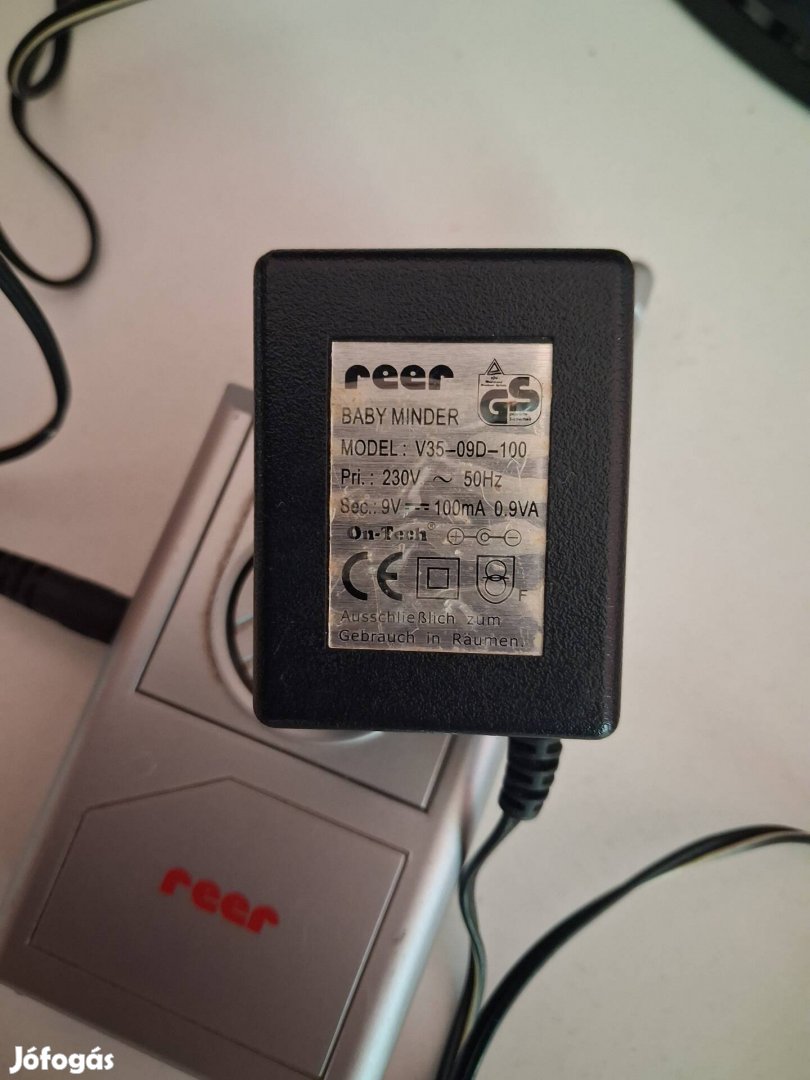 reer
GS
BABY MINDER
MODEL: V35-09D-100
Pri.: 230V ~ 50Hz
Sec.: 9V 100mA 0.9VA
On-Tech®
CE
F
Ausschließlich zum
Gebrauch in Räumen.
reer
Jófogás